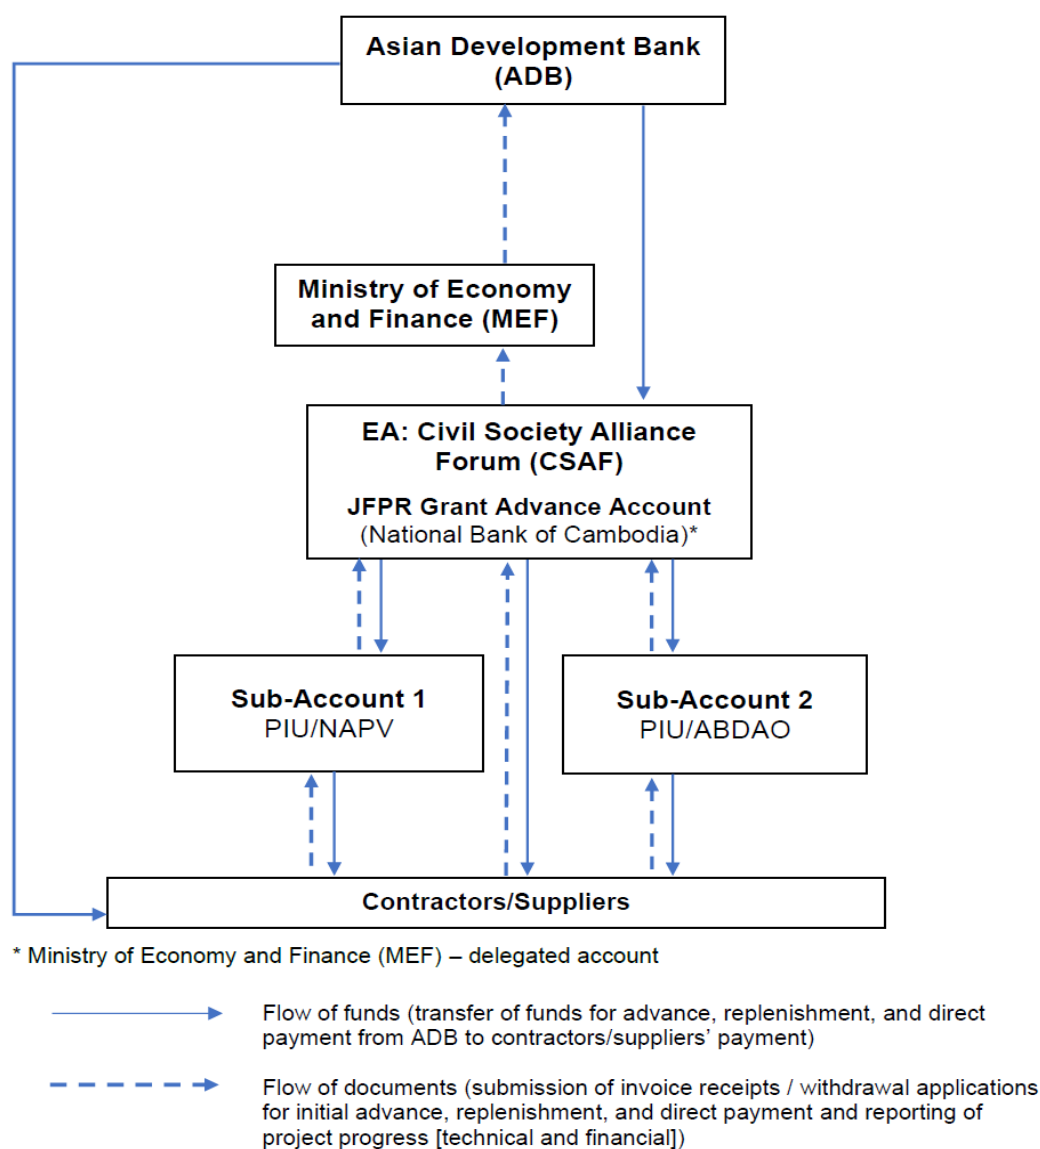 Asian Development Bank
(ADB)
Ministry of Economy
and Finance (MEF)
EA: Civil Society Alliance
Forum (CSAF)
JFPR Grant Advance Account
(National Bank of Cambodia)*
Sub-Account 1
PIU/NAPV
Sub-Account 2
PIU/ABDAO
Contractors/Suppliers
* Ministry of Economy and Finance (MEF) – delegated account
Flow of funds (transfer of funds for advance, replenishment, and direct
payment from ADB to contractors/suppliers’ payment)
Flow of documents (submission of invoice receipts / withdrawal applications
for initial advance, replenishment, and direct payment and reporting of
project progress [technical and financial])